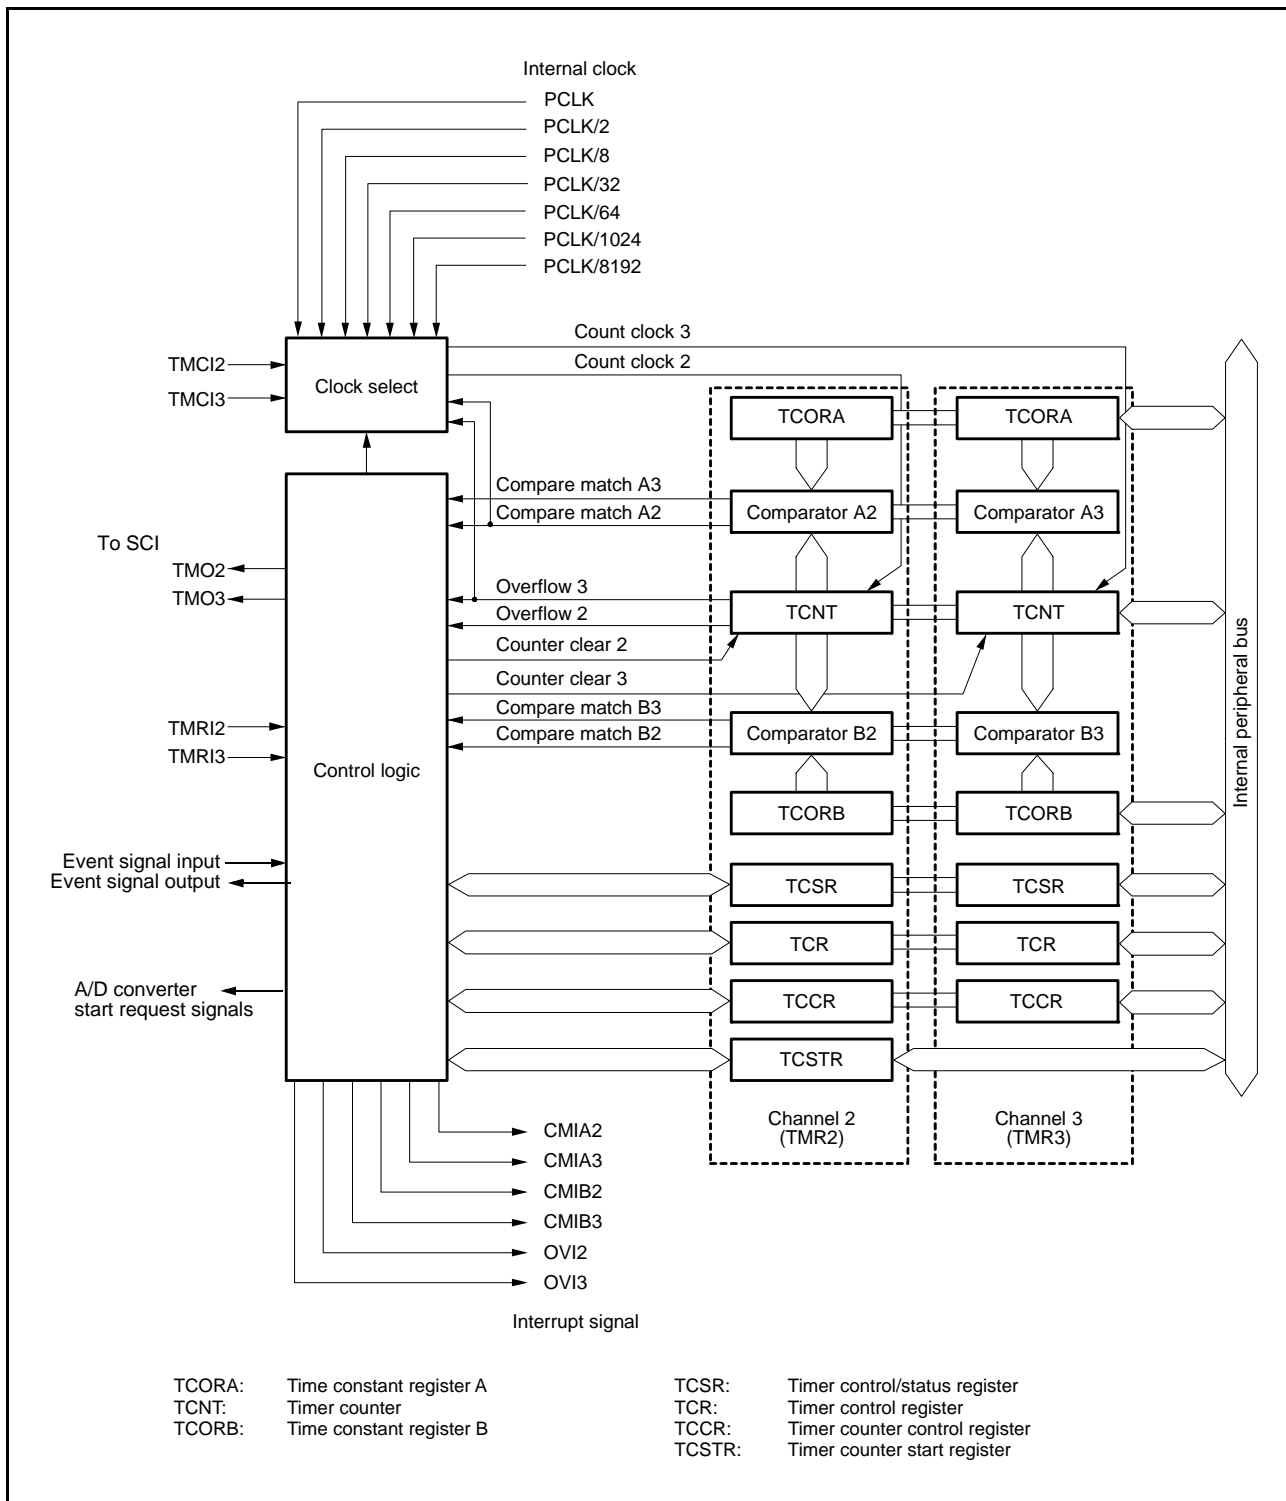 Internal clock
PCLK
PCLK/2
PCLK/8
PCLK/32
PCLK/64
PCLK/1024
PCLK/8192
Count clock 3
Count clock 2
TMCI2
TMCI3
Clock select
TCORA
TCORA
Compare match A3
Compare match A2
Comparator A2
Comparator A3
To SCI
TMO2
TMO3
Overflow 3
Overflow 2
TCNT
TCNT
Counter clear 2
Counter clear 3
Compare match B3
Compare match B2
Comparator B2
Comparator B3
TMRI2
TMRI3
Control logic
Internal peripheral bus
TCORB
TCORB
Event signal input
Event signal output
TCSR
TCSR
TCR
TCR
A/D converter
start request signals
TCCR
TCCR
TCSTR
Channel 2
(TMR2)
Channel 3
(TMR3)
CMIA2
CMIA3
CMIB2
CMIB3
OVI2
OVI3
Interrupt signal
TCORA: Time constant register A
TCNT: Timer counter
TCORB: Time constant register B
TCSR: Timer control/status register
TCR: Timer control register
TCCR: Timer counter control register
TCSTR: Timer counter start register